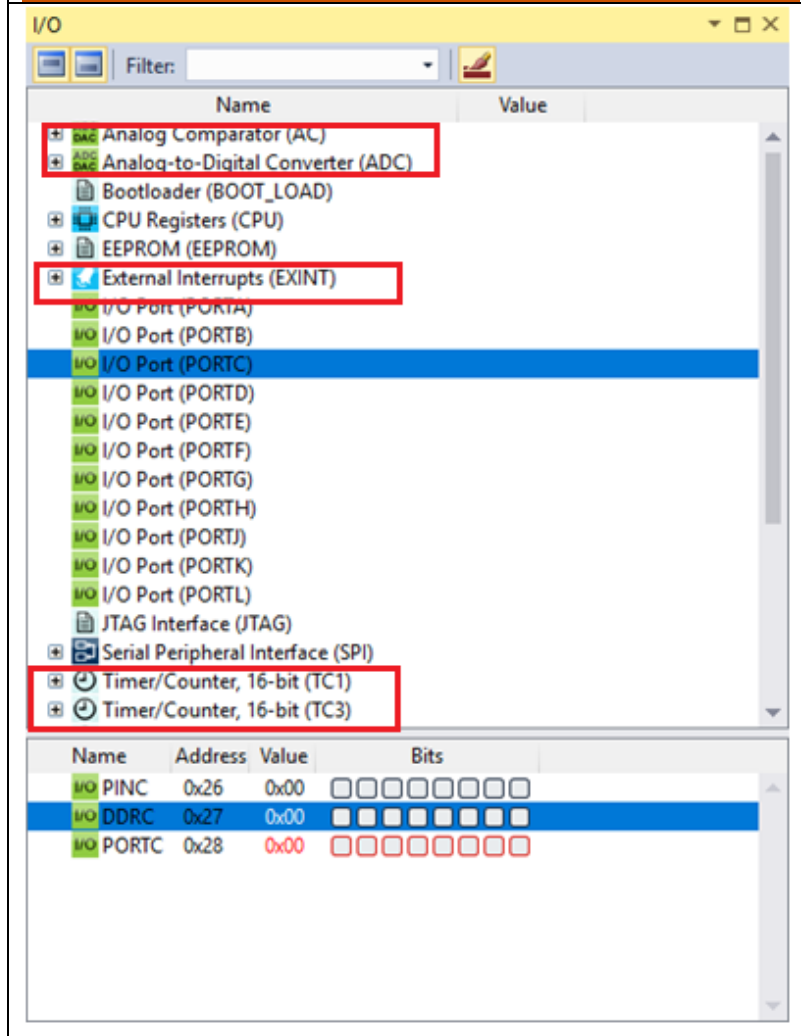 I/O
Filter:
Name Value
Analog Comparator (AC)
Analog-to-Digital Converter (ADC)
Bootloader (BOOT_LOAD)
CPU Registers (CPU)
EEPROM (EEPROM)
External Interrupts (EXINT)
I/O Port (PORTA)
I/O Port (PORTB)
I/O Port (PORTC)
I/O Port (PORTD)
I/O Port (PORTE)
I/O Port (PORTF)
I/O Port (PORTG)
I/O Port (PORTH)
I/O Port (PORTJ)
I/O Port (PORTK)
I/O Port (PORTL)
JTAG Interface (JTAG)
Serial Peripheral Interface (SPI)
Timer/Counter, 16-bit (TC1)
Timer/Counter, 16-bit (TC3)
Name Address Value Bits
I/O PINC 0x26 0x00
I/O DDRC 0x27 0x00
I/O PORTC 0x28 0x00